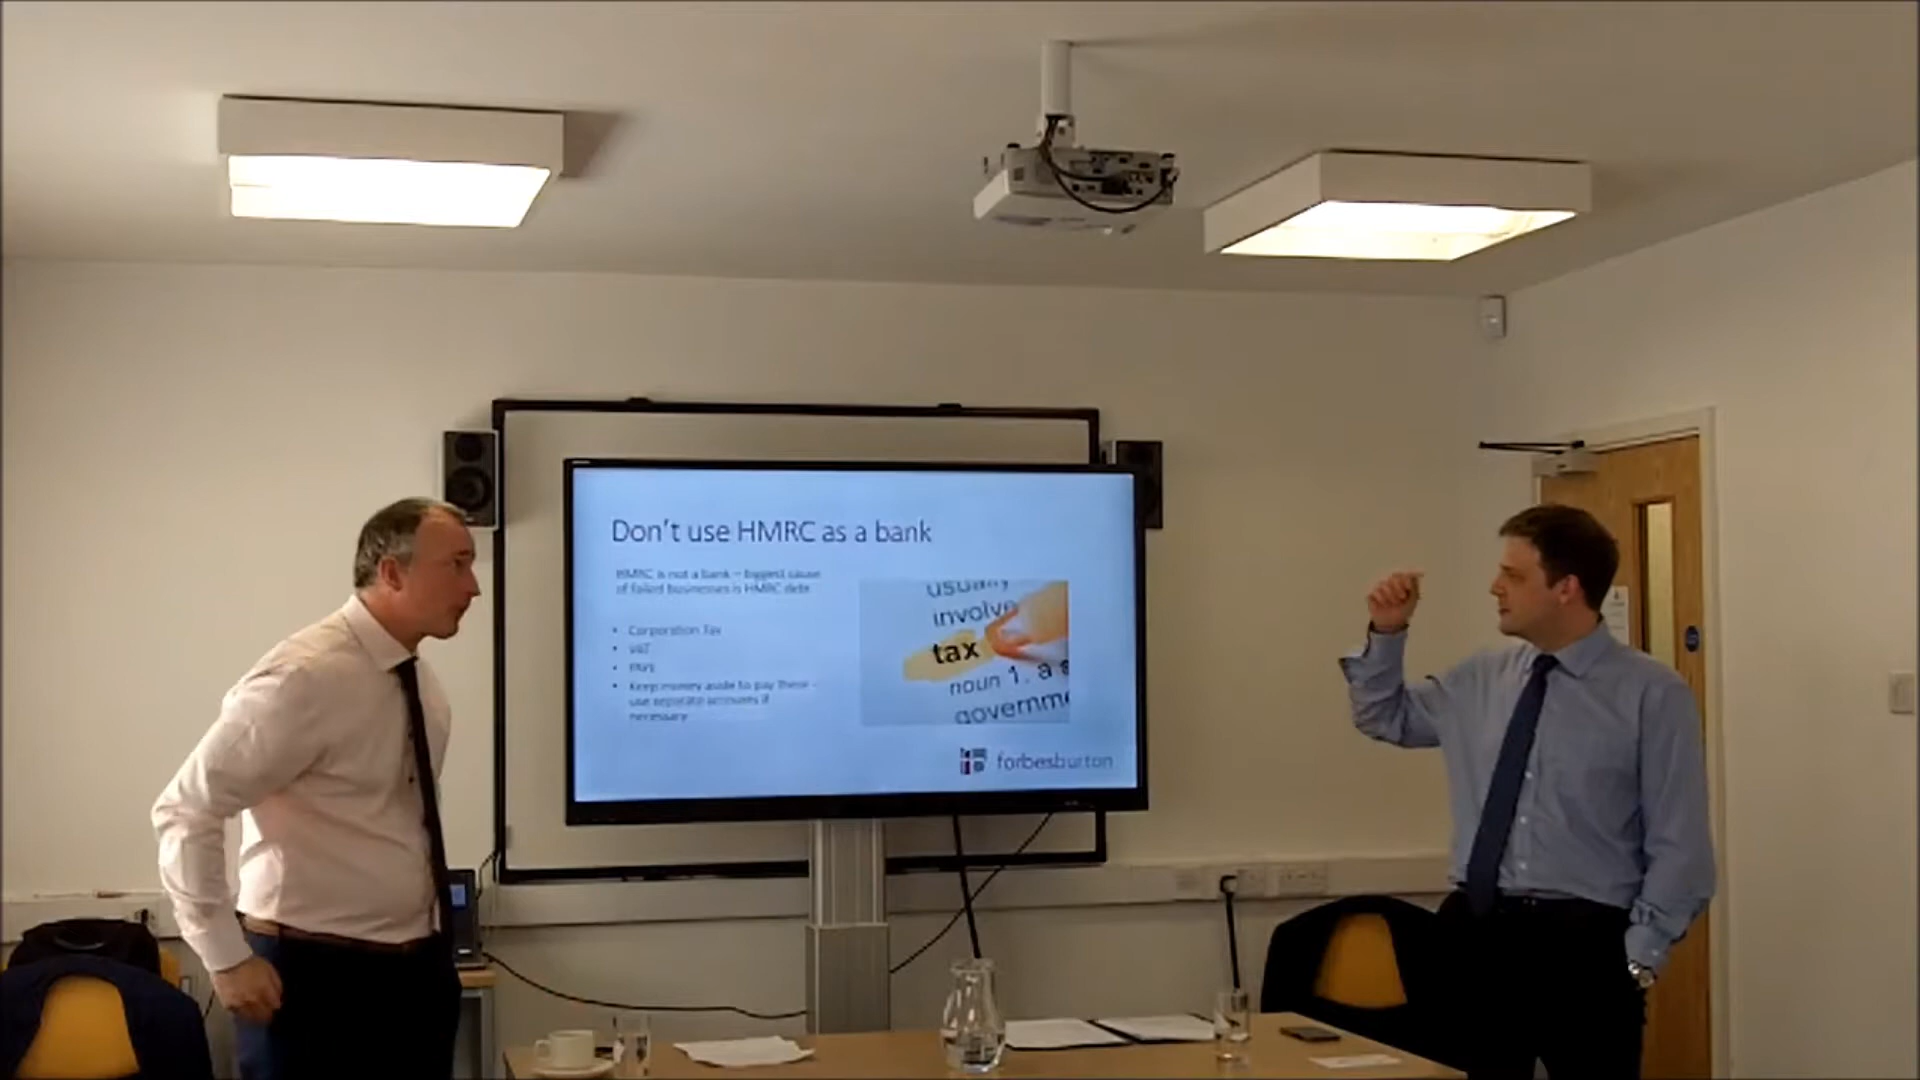 Don't use HMRC as a bank
HMRC is not a bank – biggest cause
of failed businesses is HMRC debt
• Corporation Tax
• VAT
• PAYE
• Keep money aside to pay these –
use separate accounts if
necessary
usually
involve
tax
noun 1. a s
governme
forbesburton